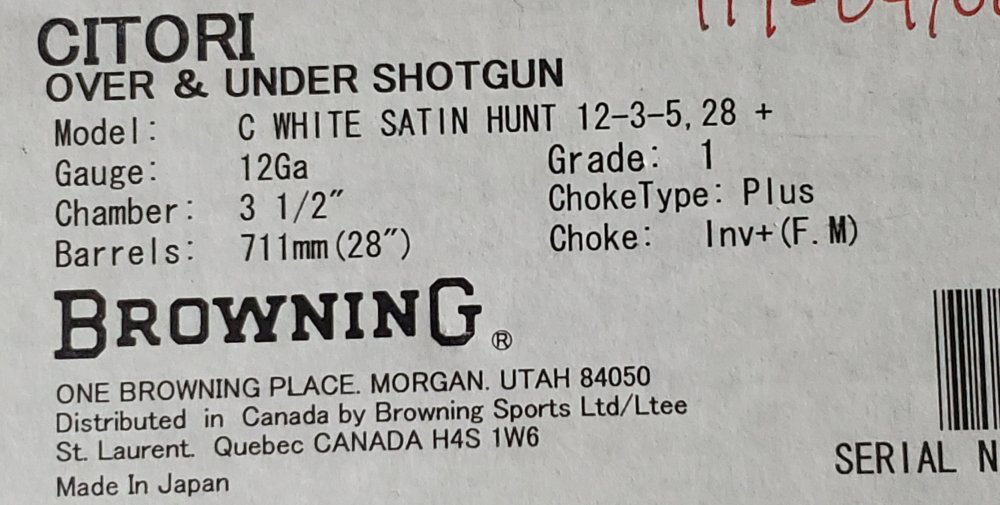 CITORI
OVER & UNDER SHOTGUN
Model: C WHITE SATIN HUNT 12-3-5, 28 +
Gauge: 12Ga Grade: 1
Chamber: 3 1/2" ChokeType: Plus
Barrels: 711mm(28") Choke: Inv+(F.M)
BROWNING®
ONE BROWNING PLACE. MORGAN. UTAH 84050
Distributed in Canada by Browning Sports Ltd/Ltee
St. Laurent. Quebec CANADA H4S 1W6
Made In Japan
SERIAL N